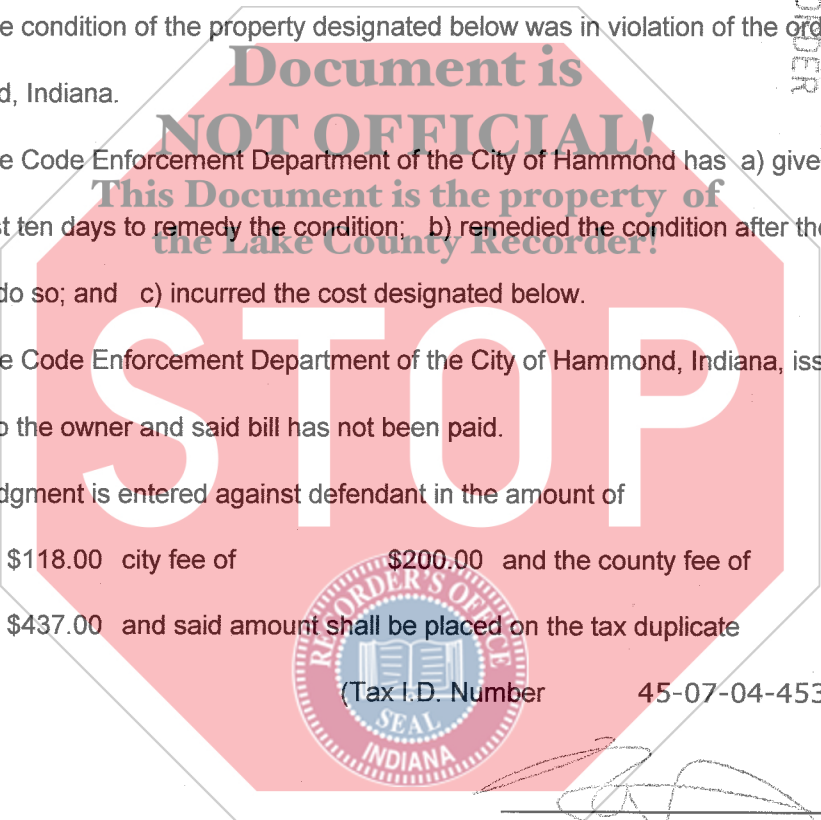 e condition of the property designated below was in violation of the ord
ORDER
Document is
d, Indiana.
NOT OFFICIAL!
e Code Enforcement Department of the City of Hammond has a) give
This Document is the property of
st ten days to remedy the condition; b) remedied the condition after the
the Lake County Recorder!
do so; and c) incurred the cost designated below.
STOP
e Code Enforcement Department of the City of Hammond, Indiana, iss
o the owner and said bill has not been paid.
dgment is entered against defendant in the amount of
$118.00 city fee of $200.00 and the county fee of
$437.00 and said amount shall be placed on the tax duplicate
(Tax I.D. Number 45-07-04-453
RECORDER'S OFFICE
SEAL
INDIANA